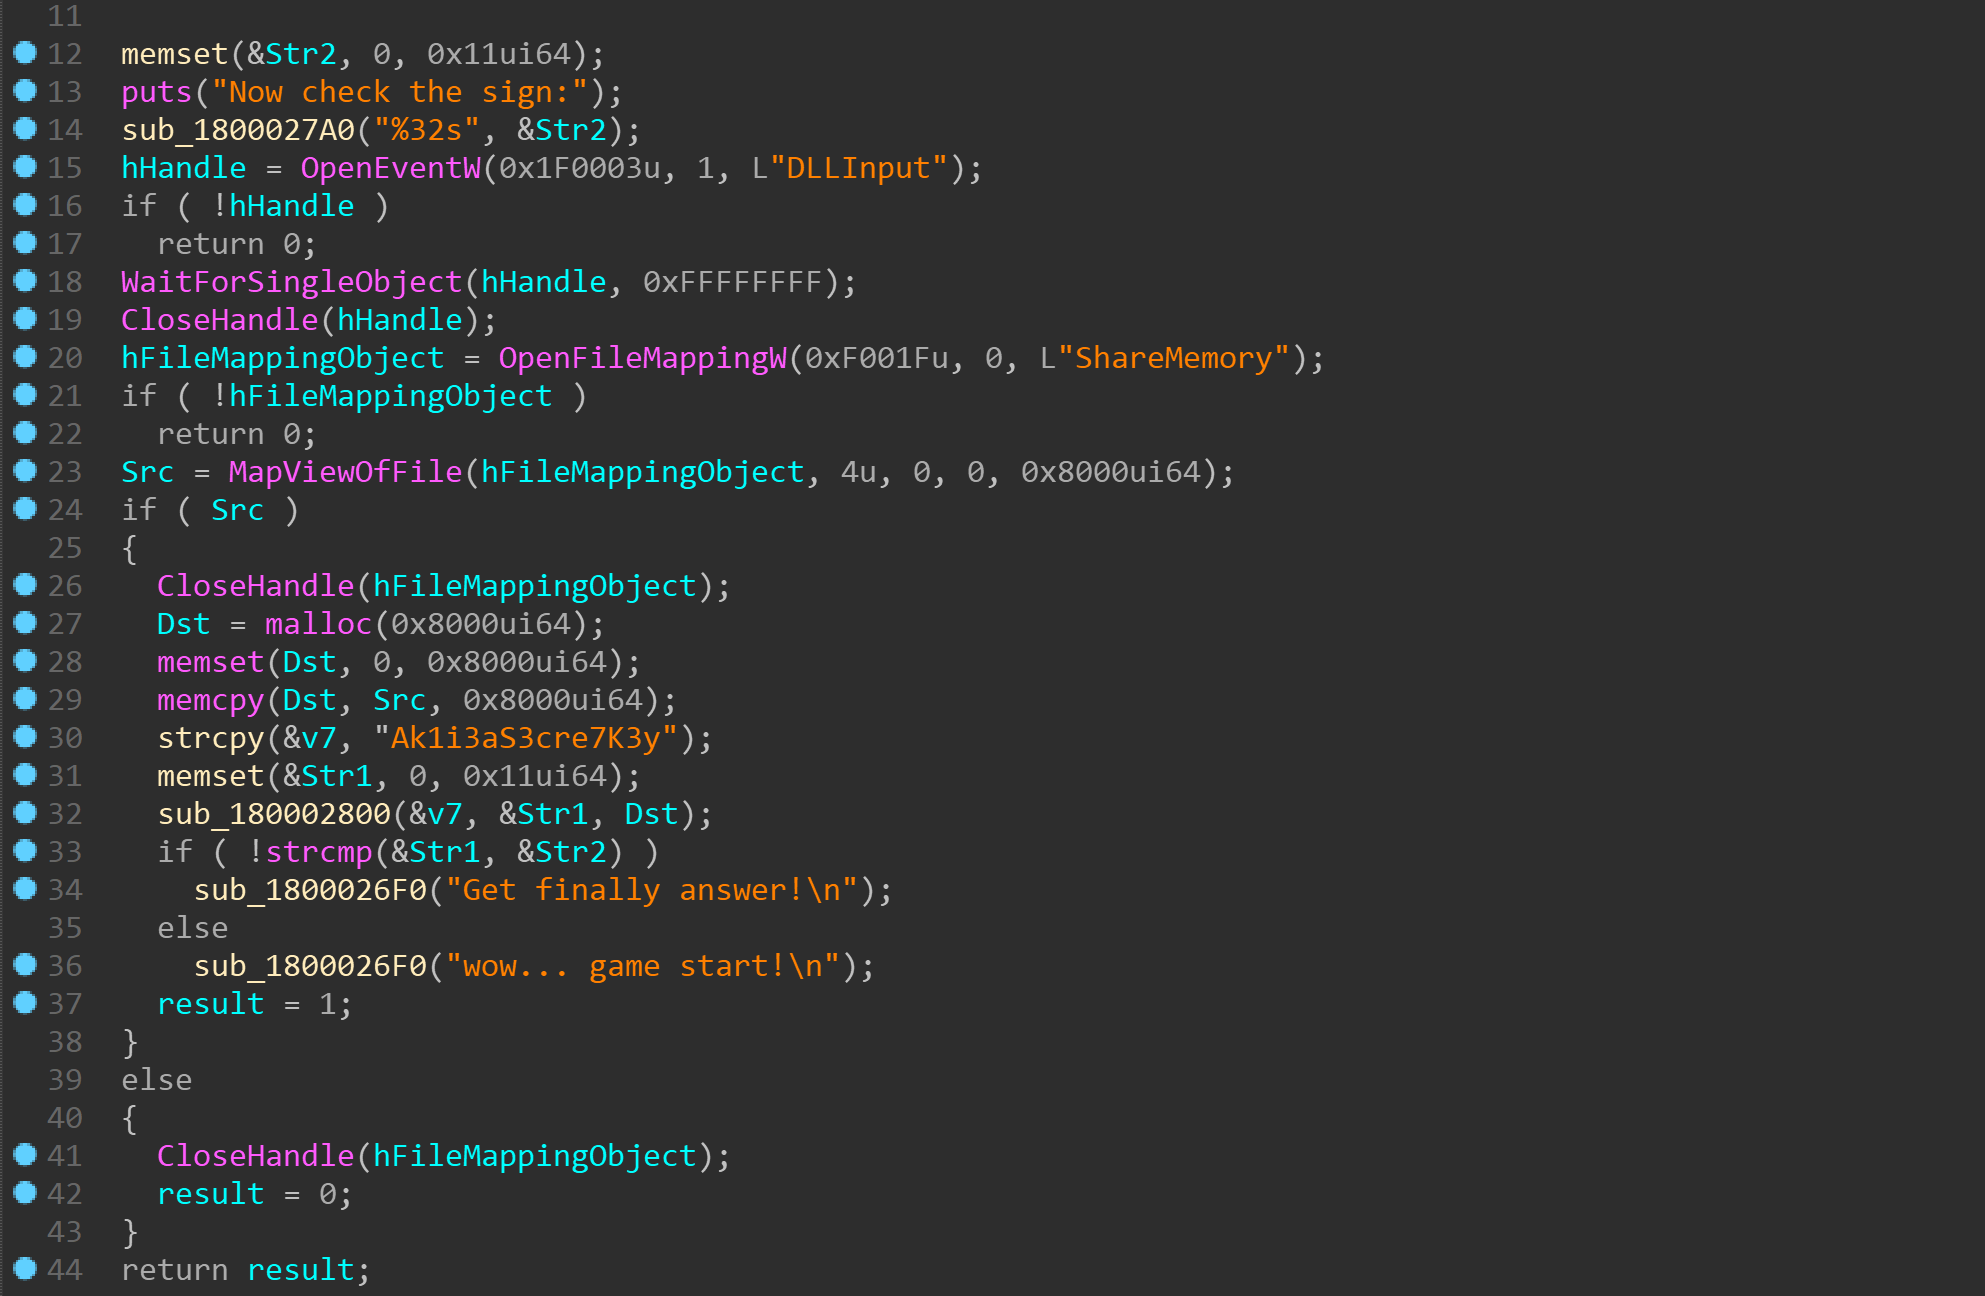 11
12 memset(&Str2, 0, 0x11ui64);
13 puts("Now check the sign:");
14 sub_1800027A0("%32s", &Str2);
15 hHandle = OpenEventW(0x1F0003u, 1, L"DLLInput");
16 if ( !hHandle )
17 return 0;
18 WaitForSingleObject(hHandle, 0xFFFFFFFF);
19 CloseHandle(hHandle);
20 hFileMappingObject = OpenFileMappingW(0xF001Fu, 0, L"ShareMemory");
21 if ( !hFileMappingObject )
22 return 0;
23 Src = MapViewOfFile(hFileMappingObject, 4u, 0, 0, 0x8000ui64);
24 if ( Src )
25 {
26 CloseHandle(hFileMappingObject);
27 Dst = malloc(0x8000ui64);
28 memset(Dst, 0, 0x8000ui64);
29 memcpy(Dst, Src, 0x8000ui64);
30 strcpy(&v7, "Ak1i3aS3cre7K3y");
31 memset(&Str1, 0, 0x11ui64);
32 sub_180002800(&v7, &Str1, Dst);
33 if ( !strcmp(&Str1, &Str2) )
34 sub_1800026F0("Get finally answer!\n");
35 else
36 sub_1800026F0("wow... game start!\n");
37 result = 1;
38 }
39 else
40 {
41 CloseHandle(hFileMappingObject);
42 result = 0;
43 }
44 return result;